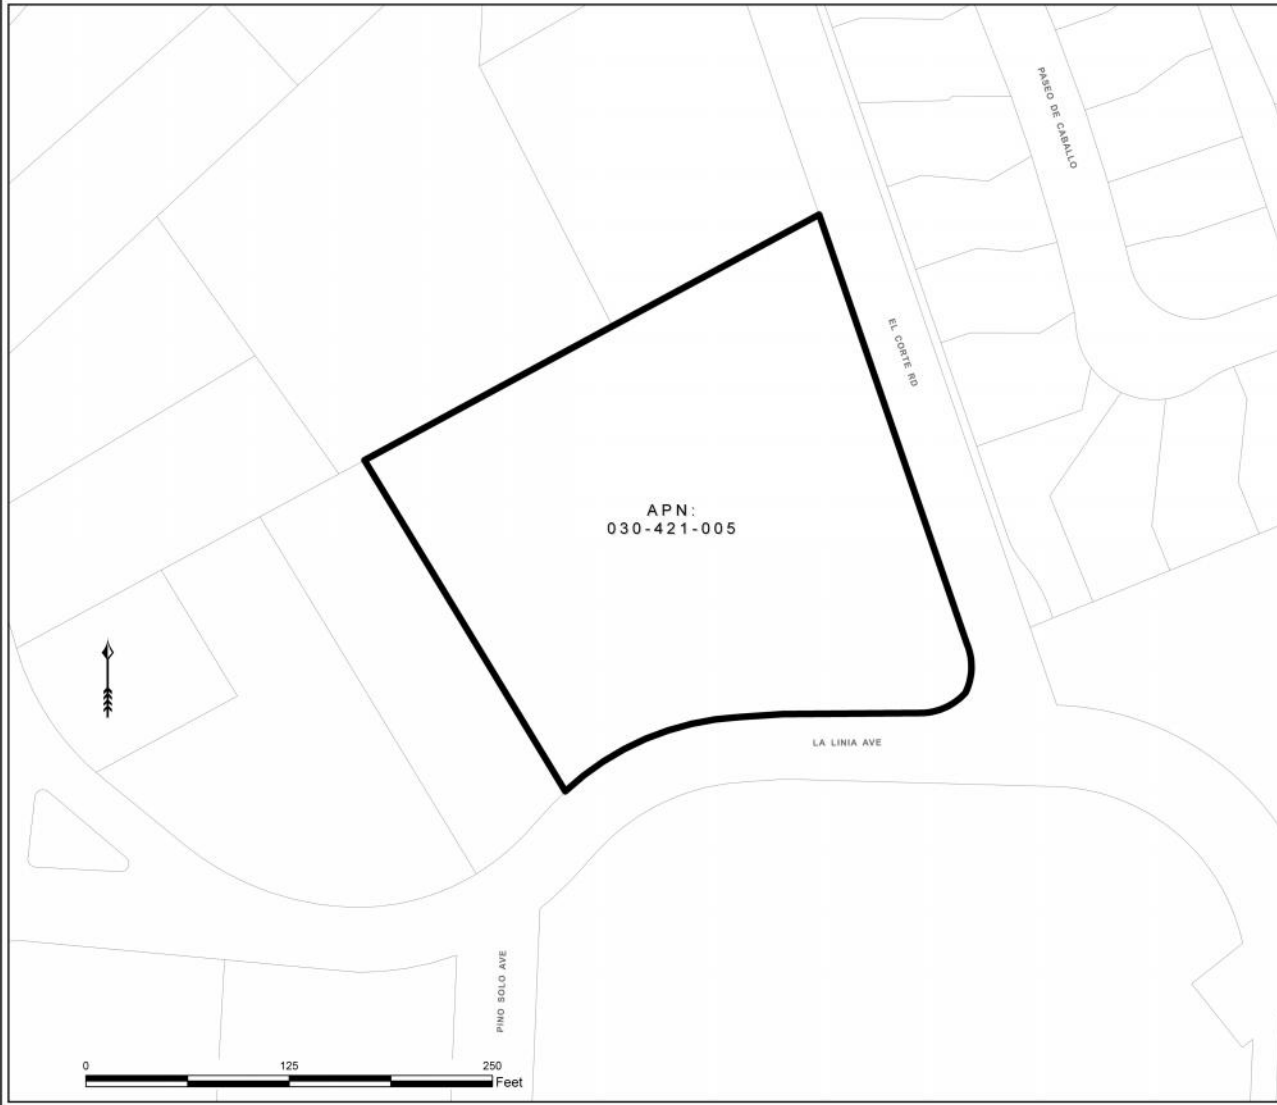 PASEO DE CABALLO
EL CORTE RD
APN:
030-421-005
LA LINIA AVE
PINO SOLO AVE
0 125 250
Feet